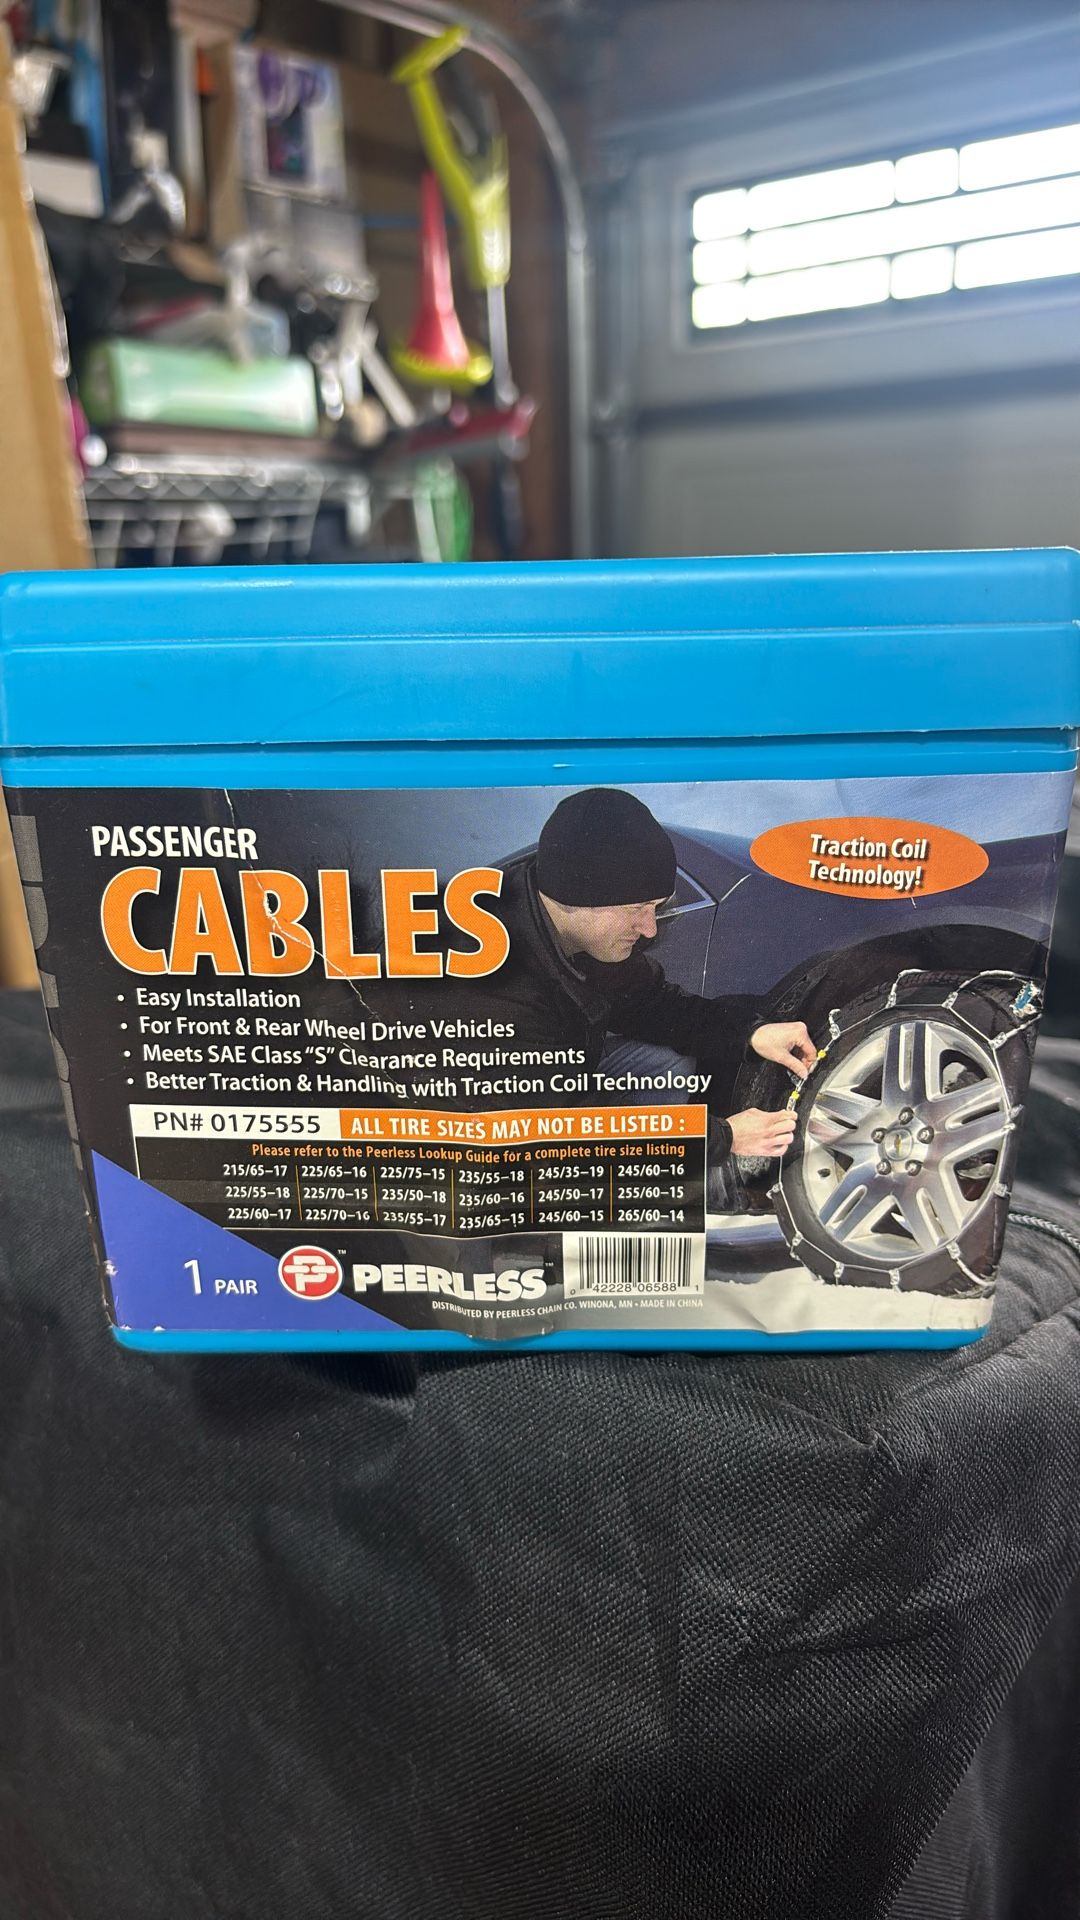 PASSENGER
CABLES
Traction Coil
Technology!
• Easy Installation
• For Front & Rear Wheel Drive Vehicles
• Meets SAE Class "S" Clearance Requirements
• Better Traction & Handling with Traction Coil Technology
PN# 0175555 ALL TIRE SIZES MAY NOT BE LISTED :
Please refer to the Peerless Lookup Guide for a complete tire size listing
215/65–17 225/65–16 225/75–15 235/55–18 245/35–19 245/60–16
225/55–18 225/70–15 235/50–18 235/60–16 245/50–17 255/60–15
225/60–17 225/70–16 235/55–17 235/65–15 245/60–15 265/60–14
1 PAIR
PEERLESS™
0 42228 06588 1
DISTRIBUTED BY PEERLESS CHAIN CO. WINONA, MN • MADE IN CHINA